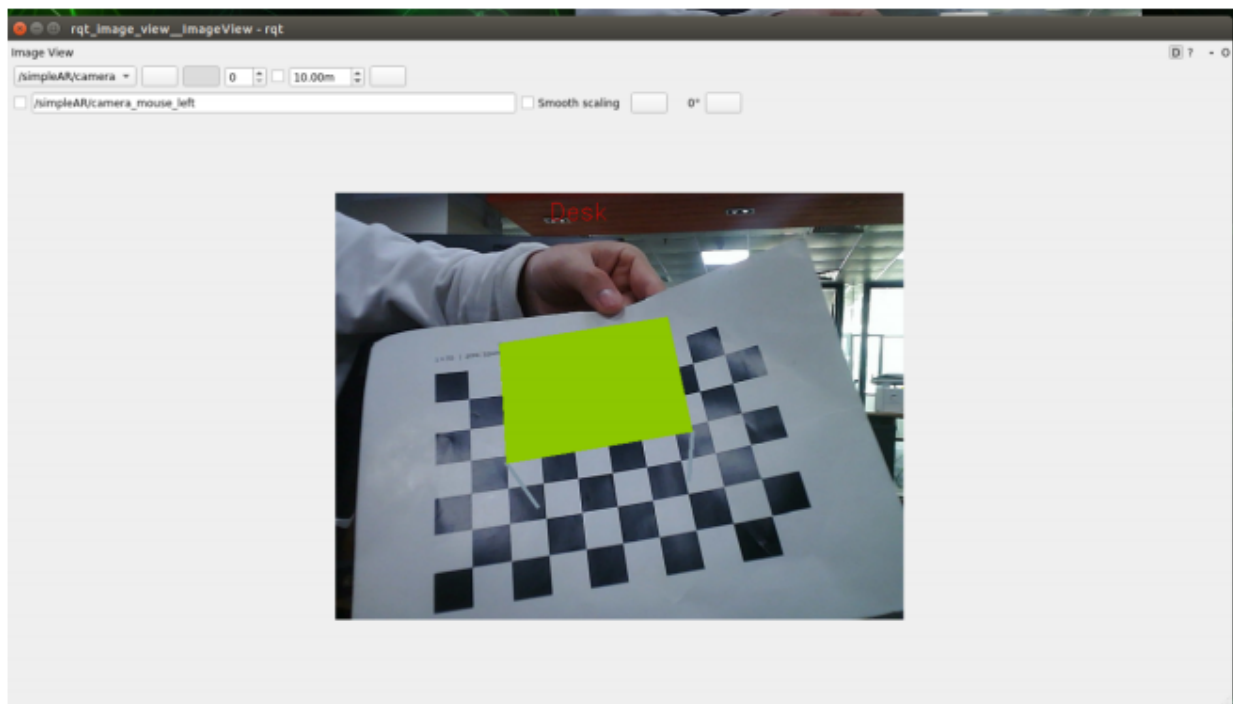 rqt_image_view__ImageView - rqt
Image View
D ? - O
/simpleAR/camera 0 10.00m
/simpleAR/camera_mouse_left Smooth scaling 0°
Desk